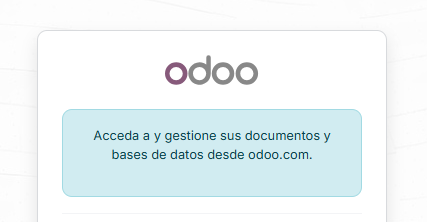 odoo
Acceda a y gestione sus documentos y
bases de datos desde odoo.com.